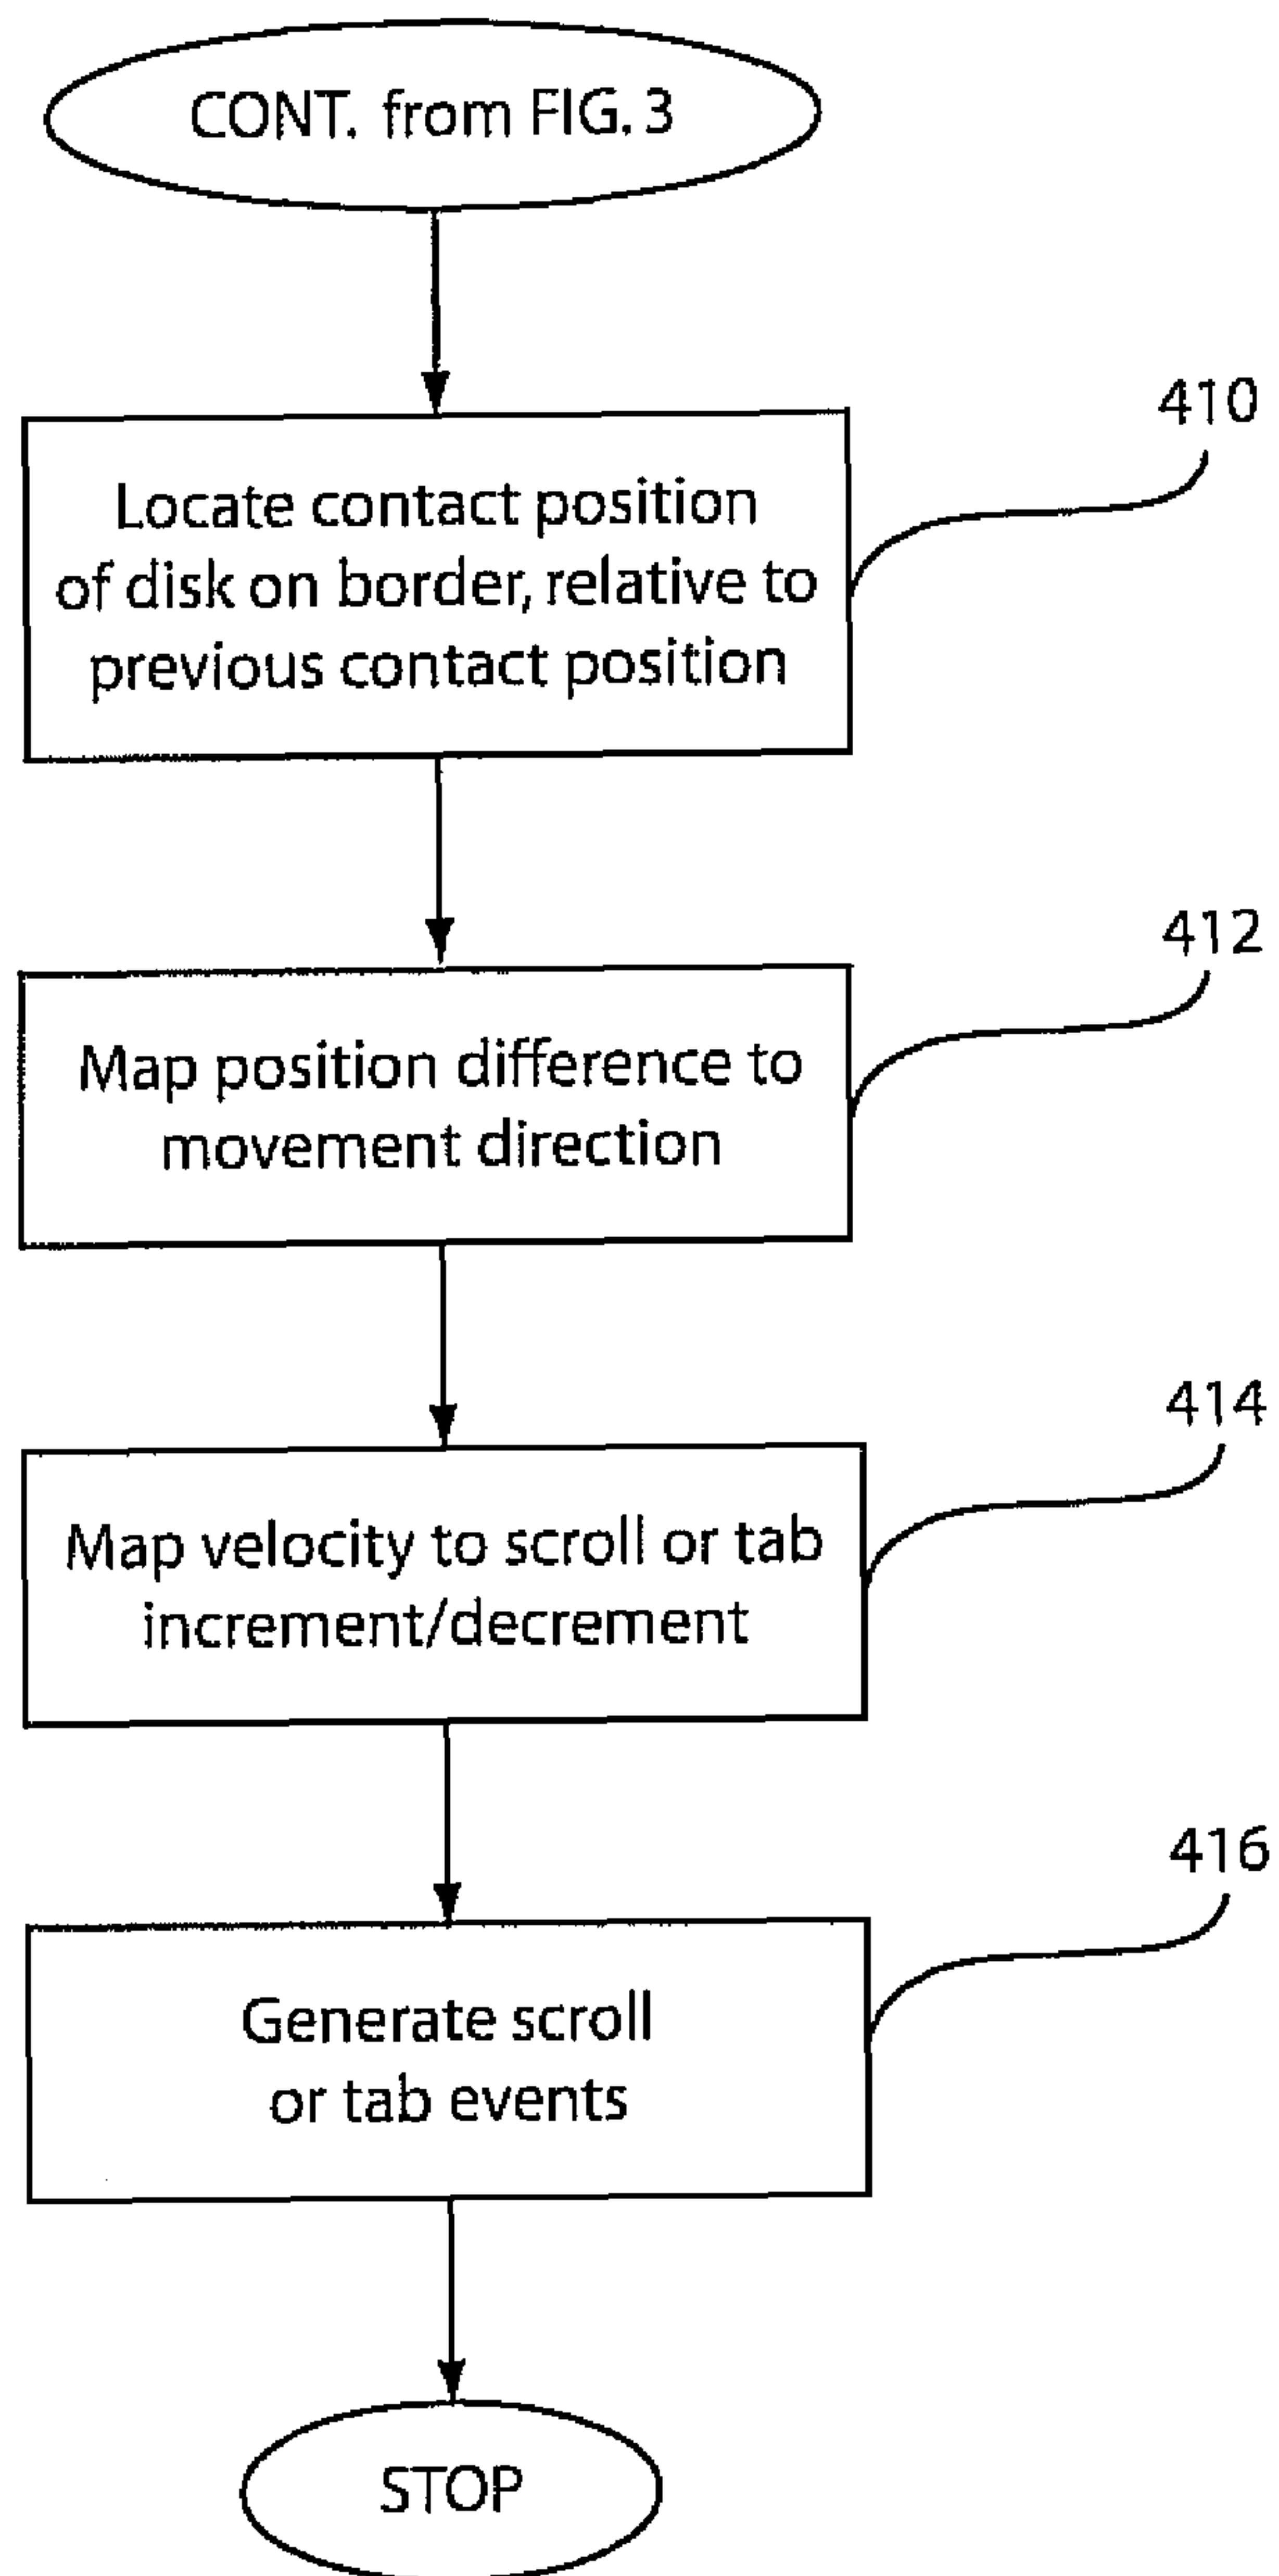 CONT. from FIG. 3
410
Locate contact position
of disk on border, relative to
previous contact position
412
Map position difference to
movement direction
414
Map velocity to scroll or tab
increment/decrement
416
Generate scroll
or tab events
STOP